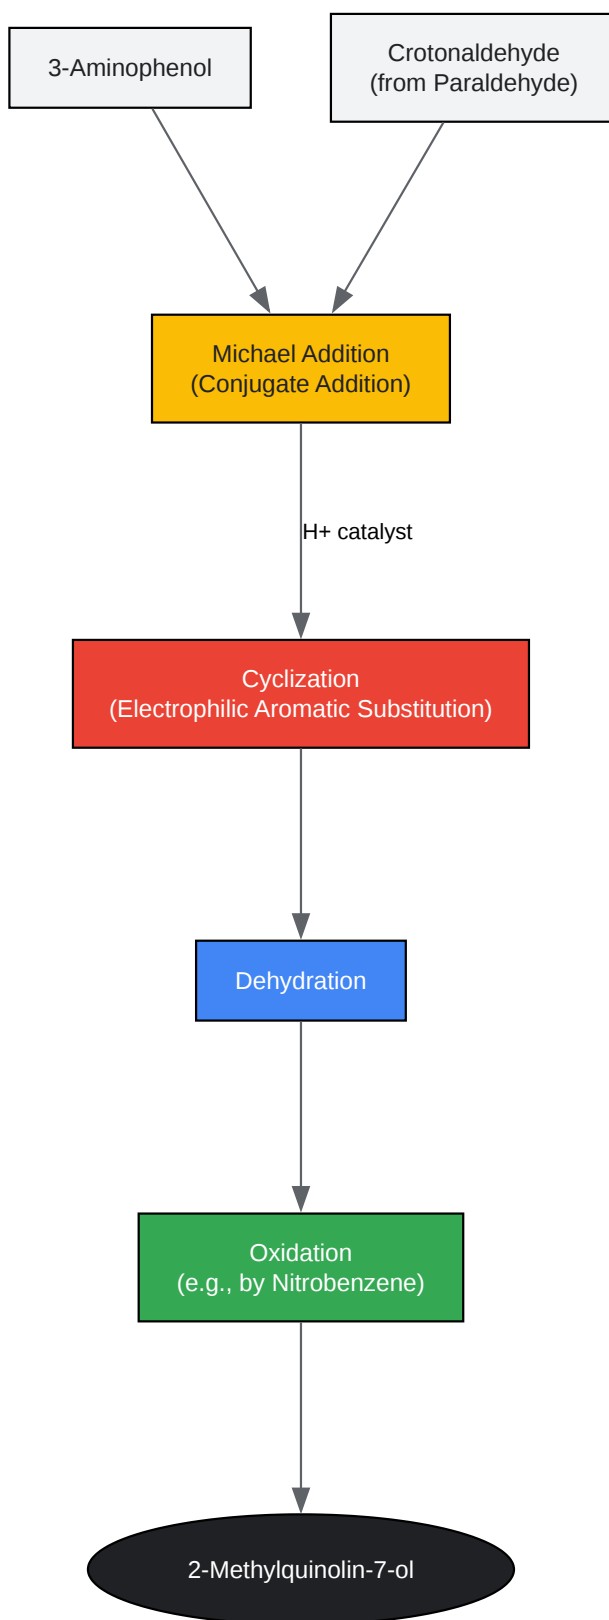 3-Aminophenol
Crotonaldehyde
(from Paraldehyde)
Michael Addition
(Conjugate Addition)
H+ catalyst
Cyclization
(Electrophilic Aromatic Substitution)
Dehydration
Oxidation
(e.g., by Nitrobenzene)
2-Methylquinolin-7-ol